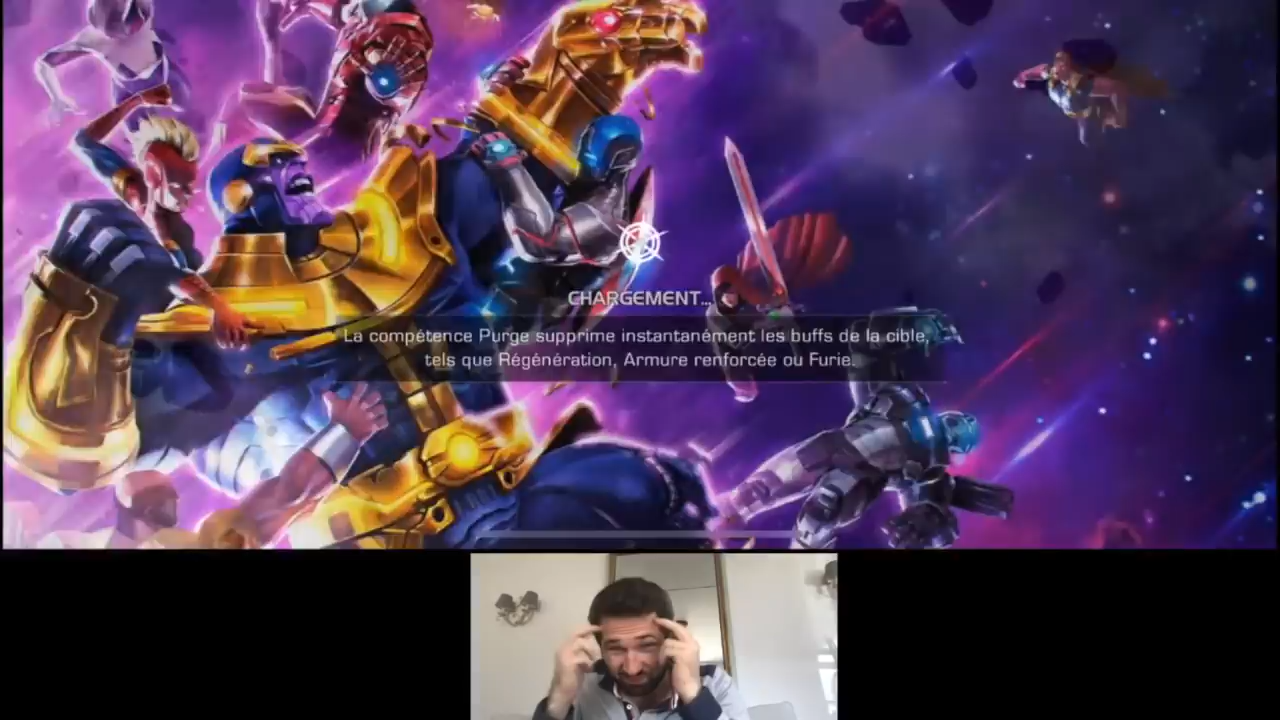 CHARGEMENT...
La compétence Purge supprime instantanément les buffs de la cible,
tels que Régénération, Armure renforcée ou Furie.